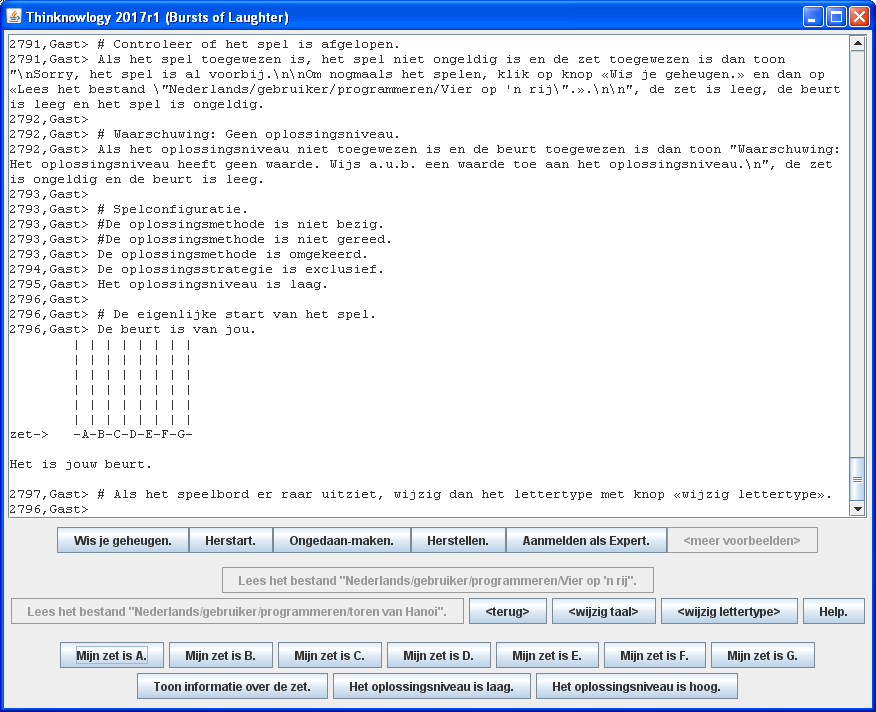 Thinknowlogy 2017r1 (Bursts of Laughter)
2791,Gast> # Controleer of het spel is afgelopen.
2791,Gast> Als het spel toegewezen is, het spel niet ongeldig is en de zet toegewezen is dan toon
"\nSorry, het spel is al voorbij.\n\nOm nogmaals het spelen, klik op knop «Wis je geheugen.» en dan op
«Lees het bestand \"Nederlands/gebruiker/programmeren/Vier op 'n rij\".».\n\n", de zet is leeg, de beurt
is leeg en het spel is ongeldig.
2792,Gast>
2792,Gast> # Waarschuwing: Geen oplossingsniveau.
2792,Gast> Als het oplossingsniveau niet toegewezen is en de beurt toegewezen is dan toon "Waarschuwing:
Het oplossingsniveau heeft geen waarde. Wijs a.u.b. een waarde toe aan het oplossingsniveau.\n", de zet
is ongeldig en de beurt is leeg.
2793,Gast>
2793,Gast> # Spelconfiguratie.
2793,Gast> #De oplossingsmethode is niet bezig.
2793,Gast> #De oplossingsmethode is niet gereed.
2793,Gast> De oplossingsmethode is omgekeerd.
2794,Gast> De oplossingsstrategie is exclusief.
2795,Gast> Het oplossingsniveau is laag.
2796,Gast>
2796,Gast> # De eigenlijke start van het spel.
2796,Gast> De beurt is van jou.
| | | | | | | |
| | | | | | | |
| | | | | | | |
| | | | | | | |
| | | | | | | |
| | | | | | | |
zet-> -A-B-C-D-E-F-G-
Het is jouw beurt.
2797,Gast> # Als het speelbord er raar uitziet, wijzig dan het lettertype met knop «wijzig lettertype».
2796,Gast>
Wis je geheugen. Herstart. Ongedaan-maken. Herstellen. Aanmelden als Expert. <meer voorbeelden>
Lees het bestand "Nederlands/gebruiker/programmeren/Vier op 'n rij".
Lees het bestand "Nederlands/gebruiker/programmeren/toren van Hanoi". <terug> <wijzig taal> <wijzig lettertype> Help.
Mijn zet is A. Mijn zet is B. Mijn zet is C. Mijn zet is D. Mijn zet is E. Mijn zet is F. Mijn zet is G.
Toon informatie over de zet. Het oplossingsniveau is laag. Het oplossingsniveau is hoog.